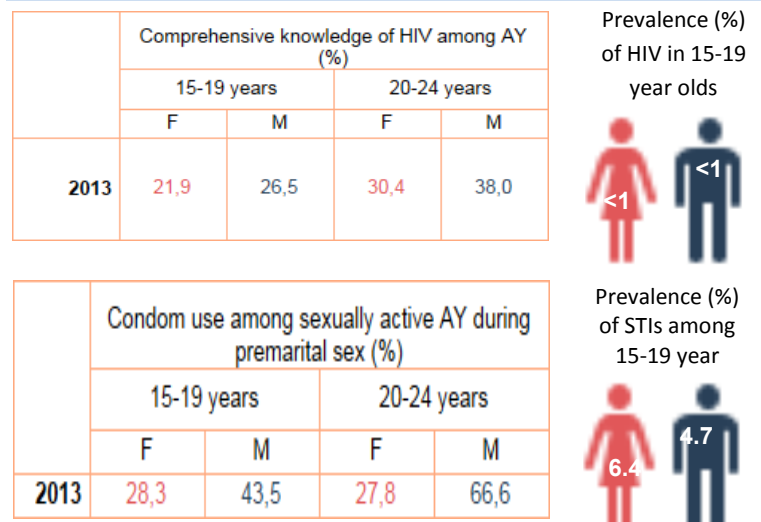 Comprehensive knowledge of HIV among AY
(%)
15-19 years 20-24 years
F M F M
2013 21,9 26,5 30,4 38,0
Prevalence (%)
of HIV in 15-19
year olds
<1 <1
Condom use among sexually active AY during
premarital sex (%)
15-19 years 20-24 years
F M F M
2013 28,3 43,5 27,8 66,6
Prevalence (%)
of STIs among
15-19 year
6.4 4.7